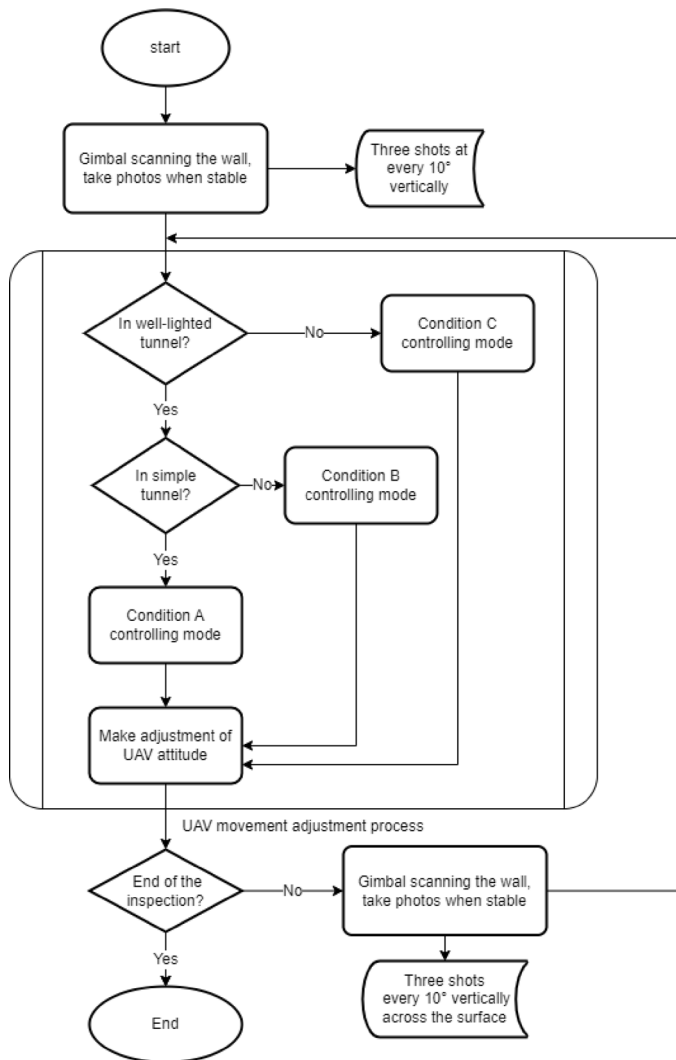 start
Gimbal scanning the wall,
take photos when stable
Three shots at
every 10°
vertically
In well-lighted
tunnel?
No
Condition C
controlling mode
Yes
In simple
tunnel?
No
Condition B
controlling mode
Yes
Condition A
controlling mode
Make adjustment of
UAV attitude
UAV movement adjustment process
End of the
inspection?
No
Gimbal scanning the wall,
take photos when stable
Yes
Three shots
every 10° vertically
across the surface
End